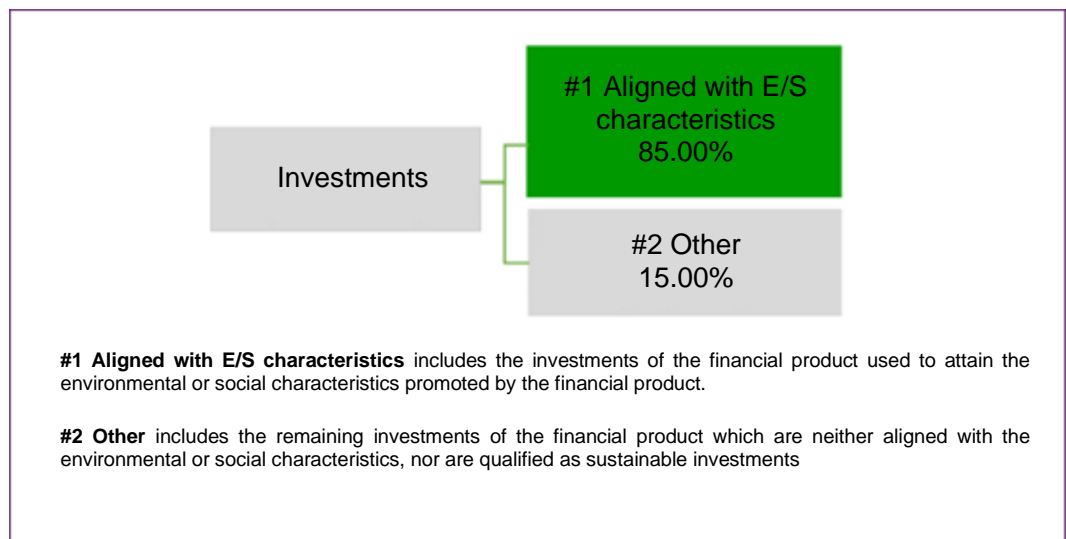 #1 Aligned with E/S
characteristics
85.00%
Investments
#2 Other
15.00%
#1 Aligned with E/S characteristics includes the investments of the financial product used to attain the
environmental or social characteristics promoted by the financial product.
#2 Other includes the remaining investments of the financial product which are neither aligned with the
environmental or social characteristics, nor are qualified as sustainable investments